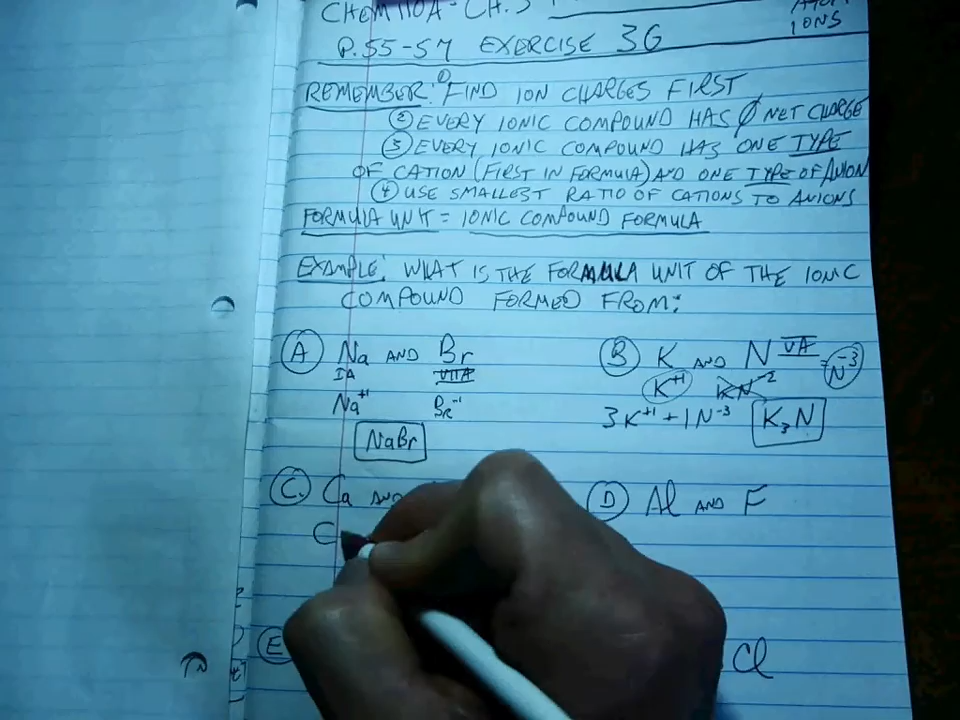 CHEM 110A - CH. 3
IONS
P. 55-57 EXERCISE 3G
REMEMBER: ① FIND ION CHARGES FIRST
② EVERY IONIC COMPOUND HAS ∅ NET CHARGE
③ EVERY IONIC COMPOUND HAS ONE TYPE
OF CATION (FIRST IN FORMULA) AND ONE TYPE OF ANION
④ USE SMALLEST RATIO OF CATIONS TO ANIONS
FORMULA UNIT = IONIC COMPOUND FORMULA
EXAMPLE: WHAT IS THE FORMULA UNIT OF THE IONIC
COMPOUND FORMED FROM:
Ⓐ Na AND Br
IA VIIA
Na⁺¹ Br⁻¹
NaBr
Ⓑ K AND N VA
K⁺¹ N⁻³
3K⁺¹ + 1N⁻³ K₃N
Ⓒ Ca AND
C
Ⓓ Al AND F
Ⓔ
Cl